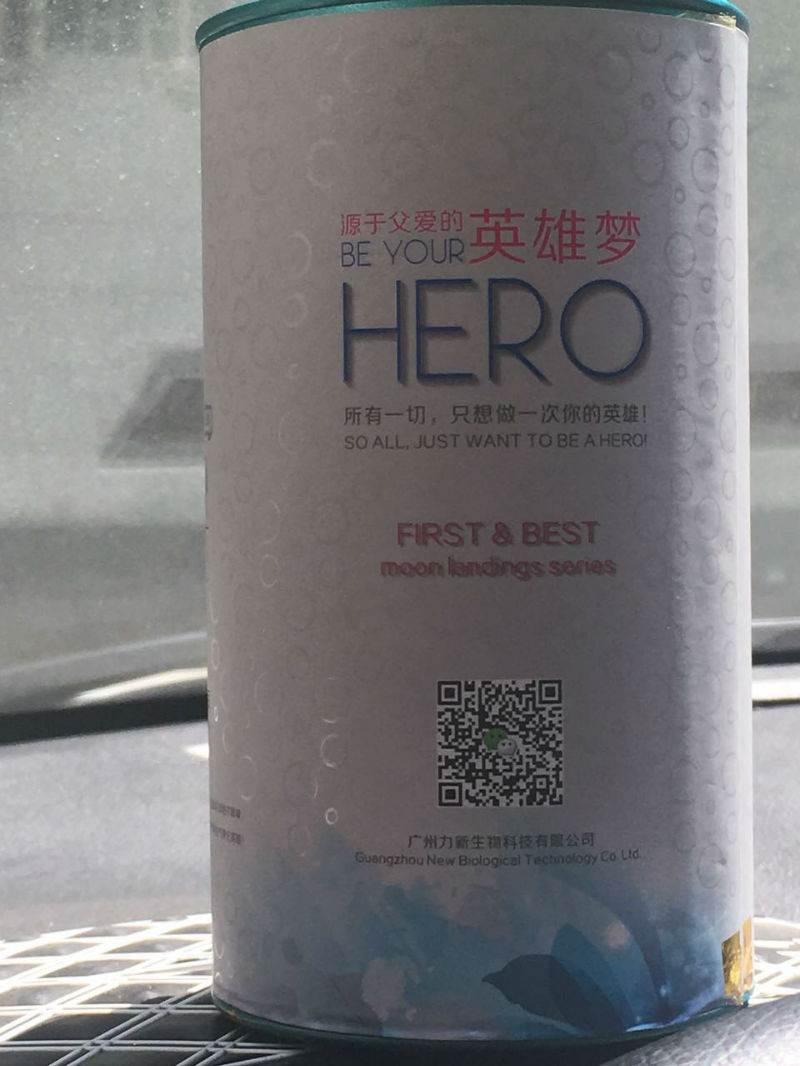 源于父爱的英雄梦
BE YOUR
HERO
所有一切，只想做一次你的英雄！
SO ALL, JUST WANT TO BE A HERO!
FIRST & BEST
moon landings series
广州力新生物科技有限公司
Guangzhou New Biological Technology Co. Ltd.